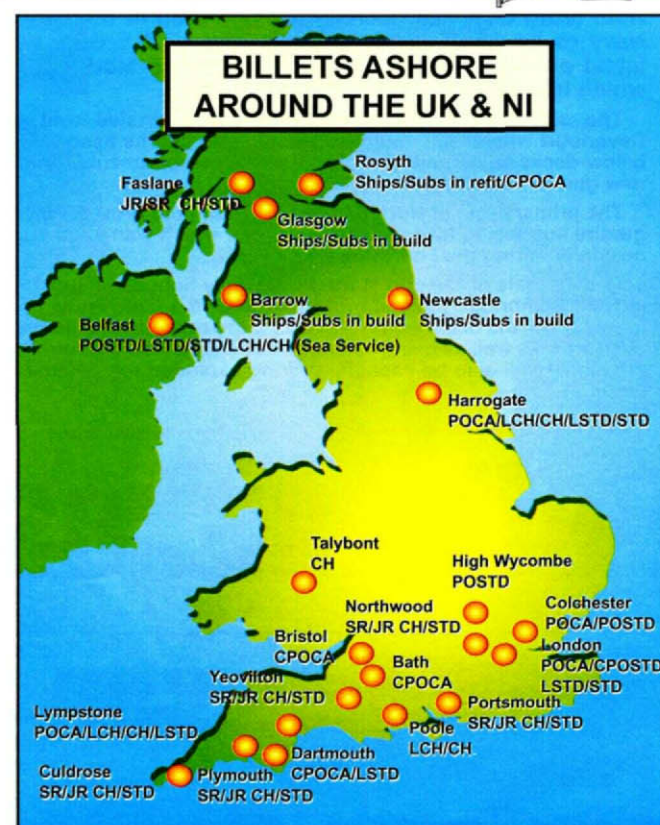 BILLETS ASHORE
AROUND THE UK & NI
Rosyth
Ships/Subs in refit/CPOCA
Faslane
JR/SR CH/STD
Glasgow
Ships/Subs in build
Barrow
Ships/Subs in build
Newcastle
Ships/Subs in build
Belfast
POSTD/LSTD/STD/LCH/CH (Sea Service)
Harrogate
POCA/LCH/CH/LSTD/STD
Talybont
CH
High Wycombe
POSTD
Northwood
SR/JR CH/STD
Colchester
POCA/POSTD
Bristol
CPOCA
London
POCA/CPOSTD
LSTD/STD
Bath
CPOCA
Yeovilton
SR/JR CH/STD
Portsmouth
SR/JR CH/STD
Lympstone
POCA/LCH/CH/LSTD
Poole
LCH/CH
Dartmouth
CPOCA/LSTD
Culdrose
SR/JR CH/STD
Plymouth
SR/JR CH/STD